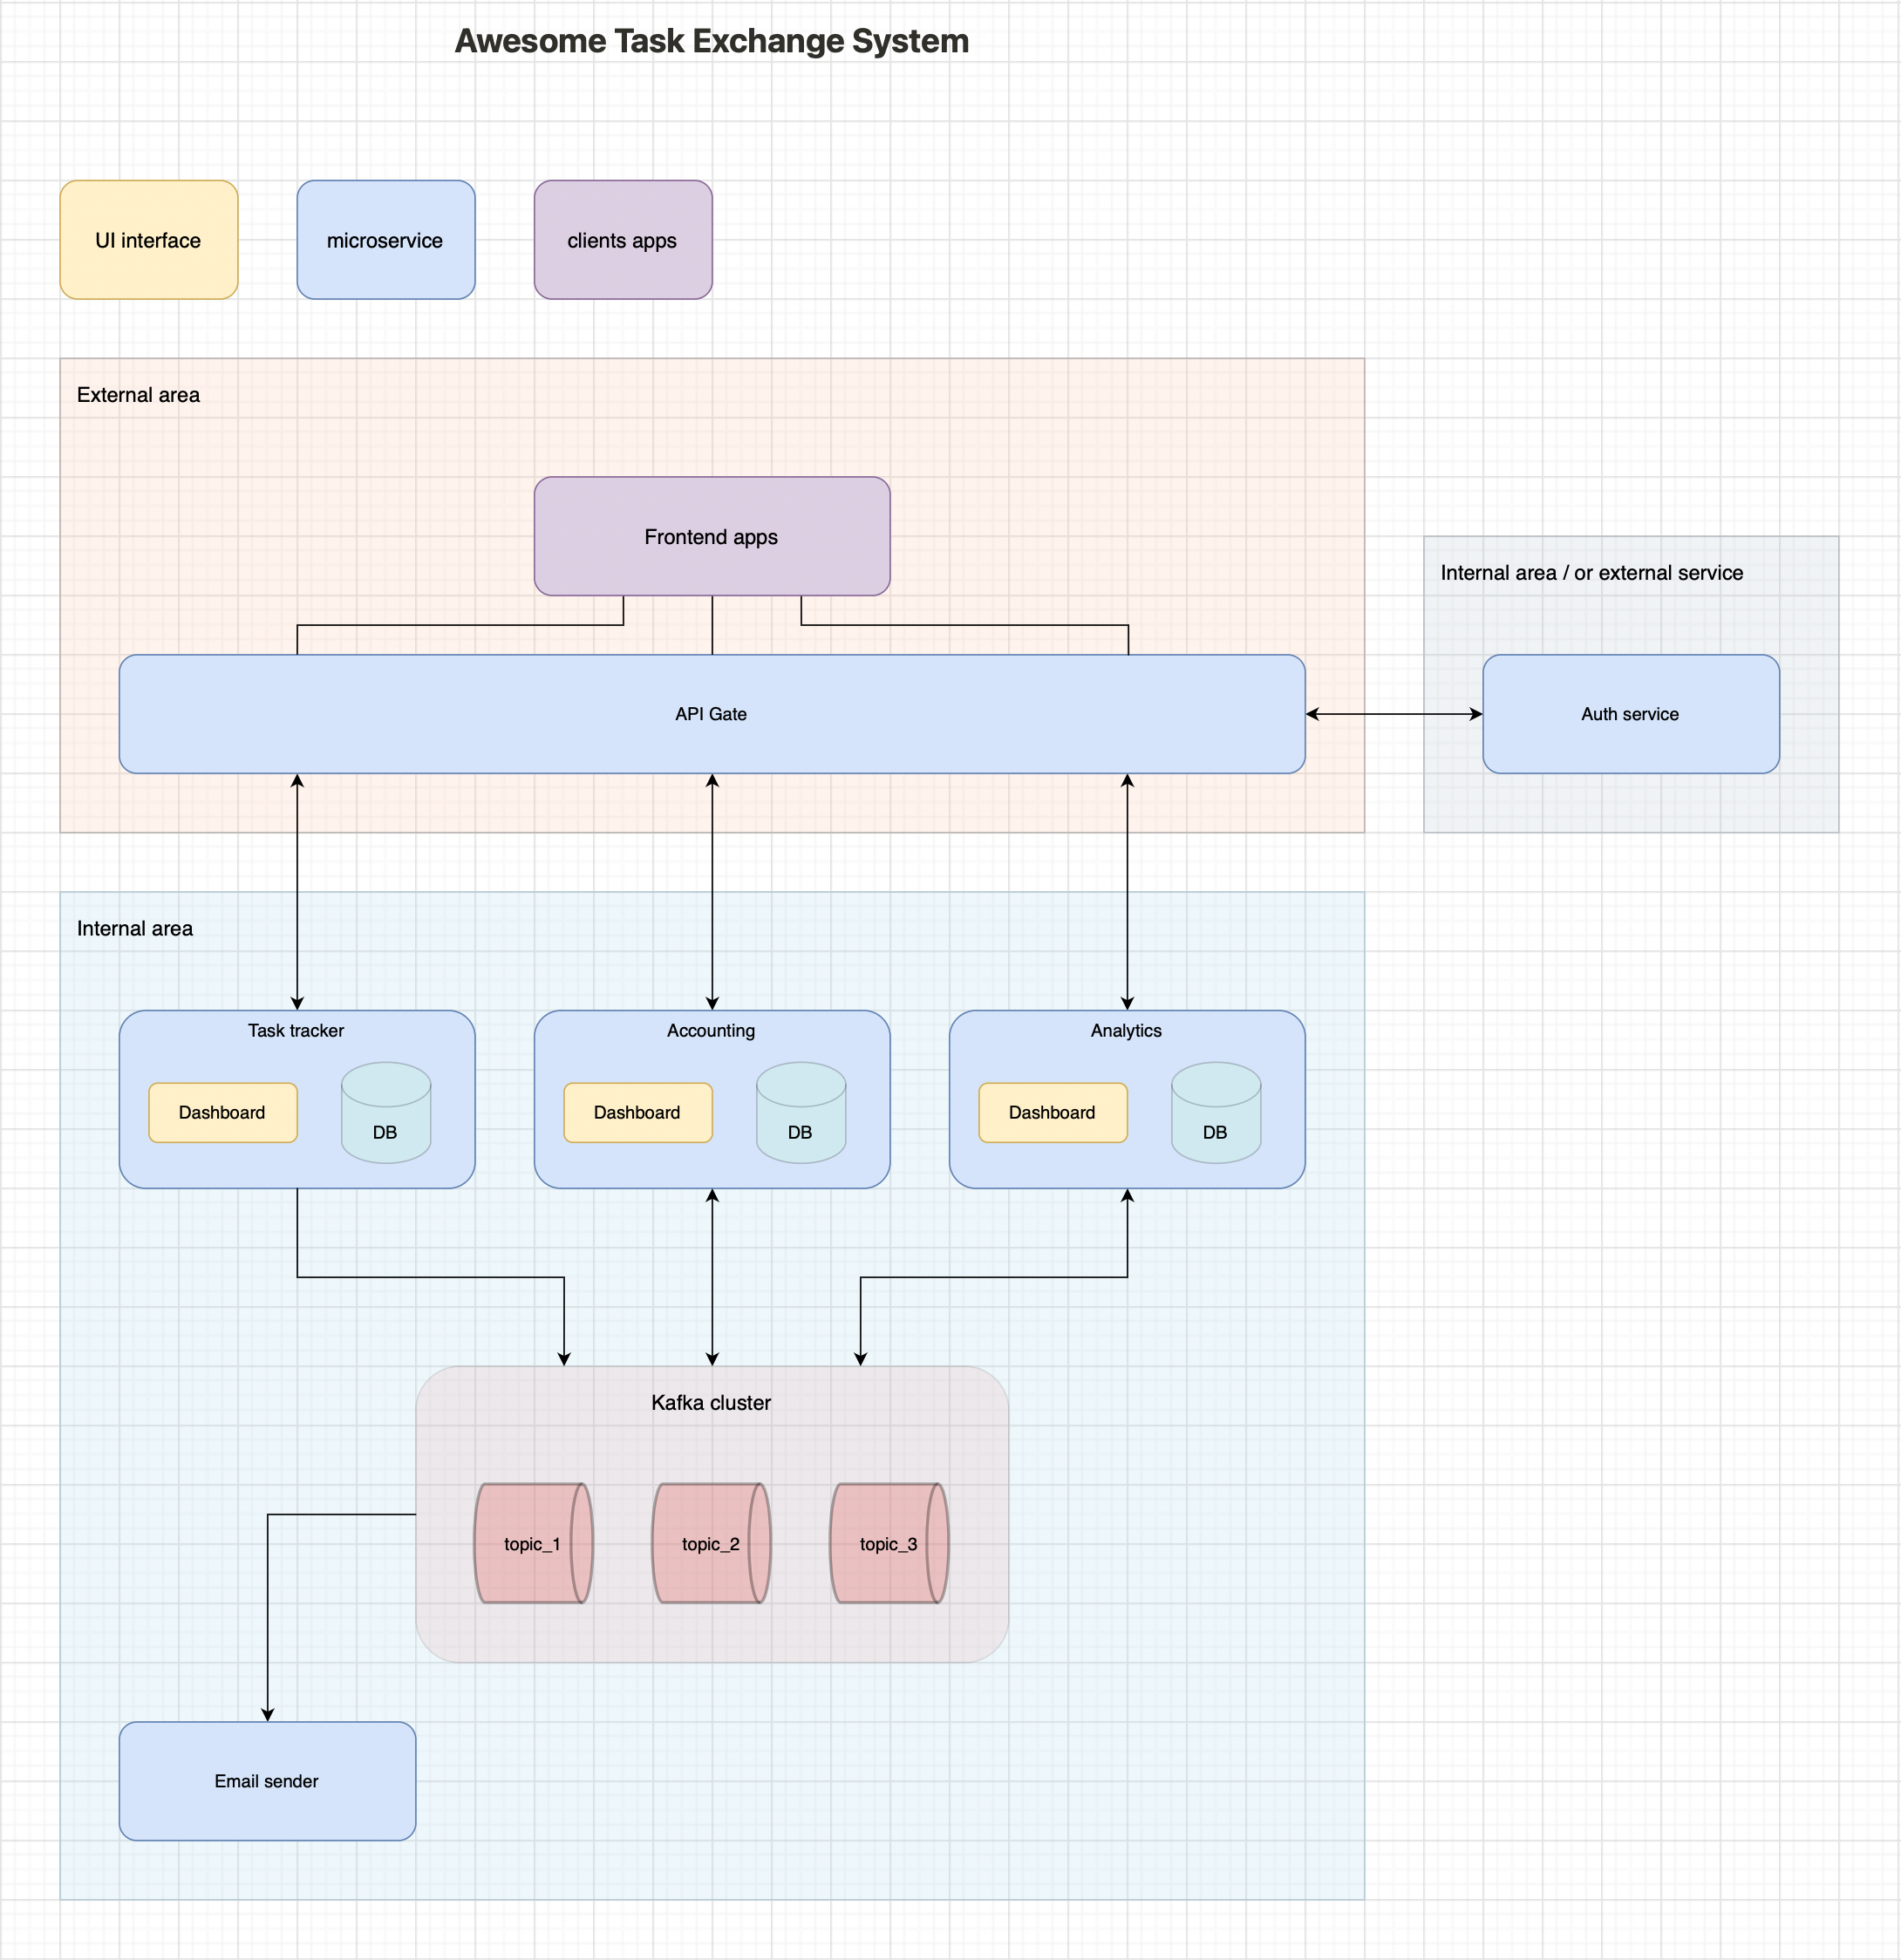 Awesome Task Exchange System
UI interface
microservice
clients apps
External area
Frontend apps
Internal area / or external service
API Gate
Auth service
Internal area
Task tracker
Accounting
Analytics
Dashboard
DB
Dashboard
DB
Dashboard
DB
Kafka cluster
topic_1
topic_2
topic_3
Email sender